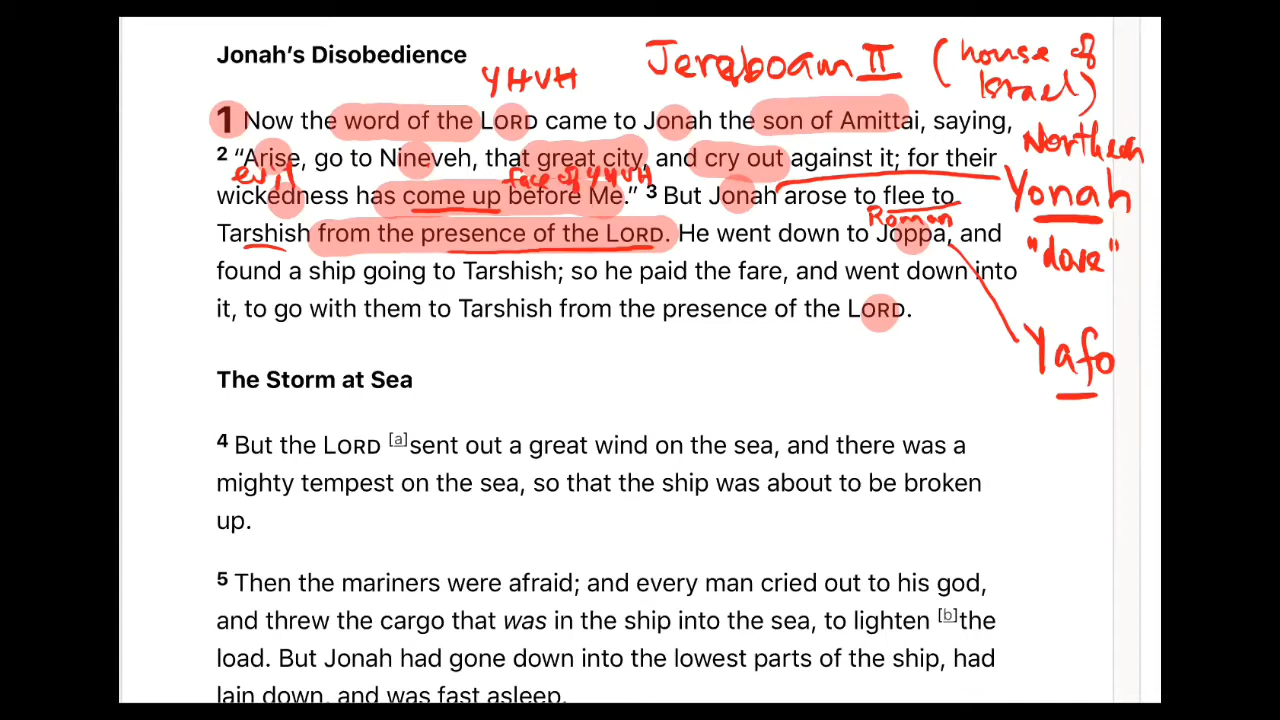 Jonah's Disobedience
Jeroboam II (house of Israel)
YHVH
1 Now the word of the LORD came to Jonah the son of Amittai, saying,
Northern
2 "Arise, go to Nineveh, that great city, and cry out against it; for their
evil face of YHVH
wickedness has come up before Me." 3 But Jonah arose to flee to
Yonah
Roman
Tarshish from the presence of the LORD. He went down to Joppa, and
"dove"
found a ship going to Tarshish; so he paid the fare, and went down into
it, to go with them to Tarshish from the presence of the LORD.
Yafo
The Storm at Sea
4 But the LORD [a]sent out a great wind on the sea, and there was a
mighty tempest on the sea, so that the ship was about to be broken
up.
5 Then the mariners were afraid; and every man cried out to his god,
and threw the cargo that was in the ship into the sea, to lighten [b]the
load. But Jonah had gone down into the lowest parts of the ship, had
lain down, and was fast asleep.